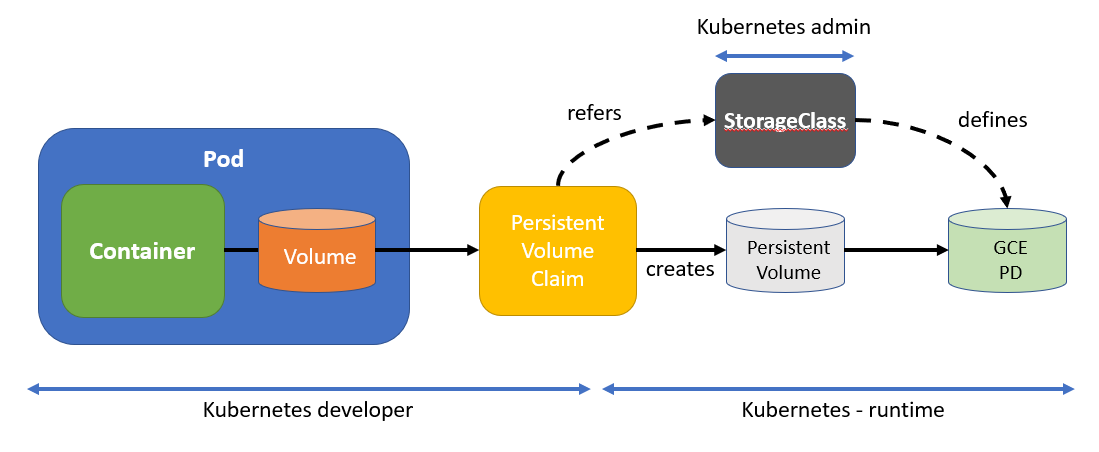 Kubernetes admin
refers
StorageClass
defines
Pod
Container
Volume
Persistent
Volume
Claim
creates
Persistent
Volume
GCE
PD
Kubernetes developer
Kubernetes - runtime